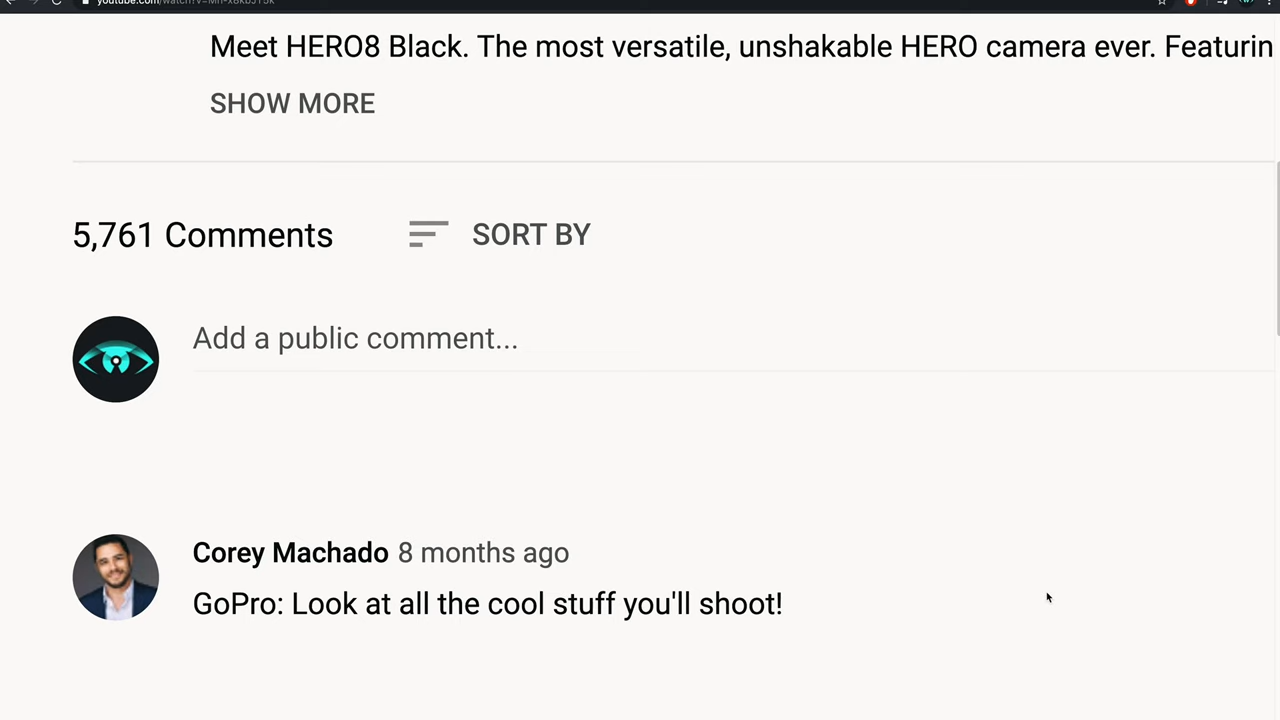 Meet HERO8 Black. The most versatile, unshakable HERO camera ever. Featurin
SHOW MORE
5,761 Comments
SORT BY
Add a public comment...
Corey Machado 8 months ago
GoPro: Look at all the cool stuff you'll shoot!